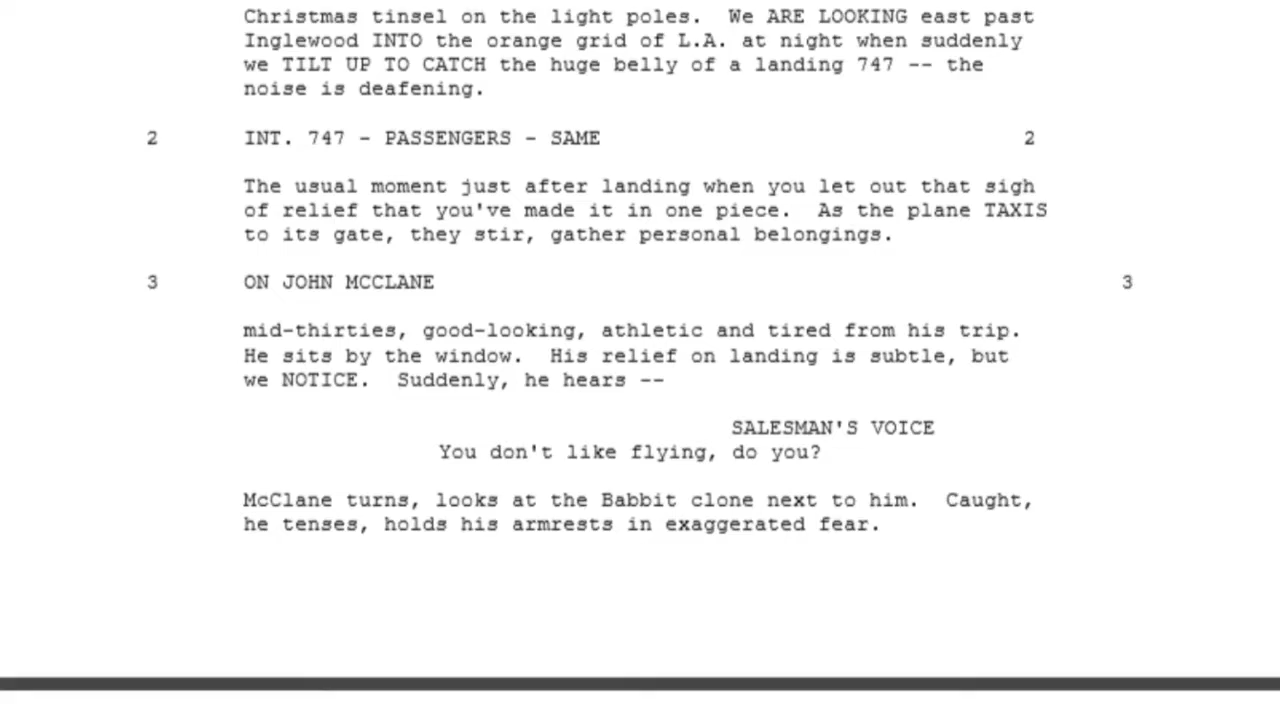 Christmas tinsel on the light poles.  We ARE LOOKING east past
Inglewood INTO the orange grid of L.A. at night when suddenly
we TILT UP TO CATCH the huge belly of a landing 747 -- the
noise is deafening.
2 INT. 747 - PASSENGERS - SAME 2
The usual moment just after landing when you let out that sigh
of relief that you've made it in one piece.  As the plane TAXIS
to its gate, they stir, gather personal belongings.
3 ON JOHN MCCLANE 3
mid-thirties, good-looking, athletic and tired from his trip.
He sits by the window.  His relief on landing is subtle, but
we NOTICE.  Suddenly, he hears --
SALESMAN'S VOICE
You don't like flying, do you?
McClane turns, looks at the Babbit clone next to him.  Caught,
he tenses, holds his armrests in exaggerated fear.